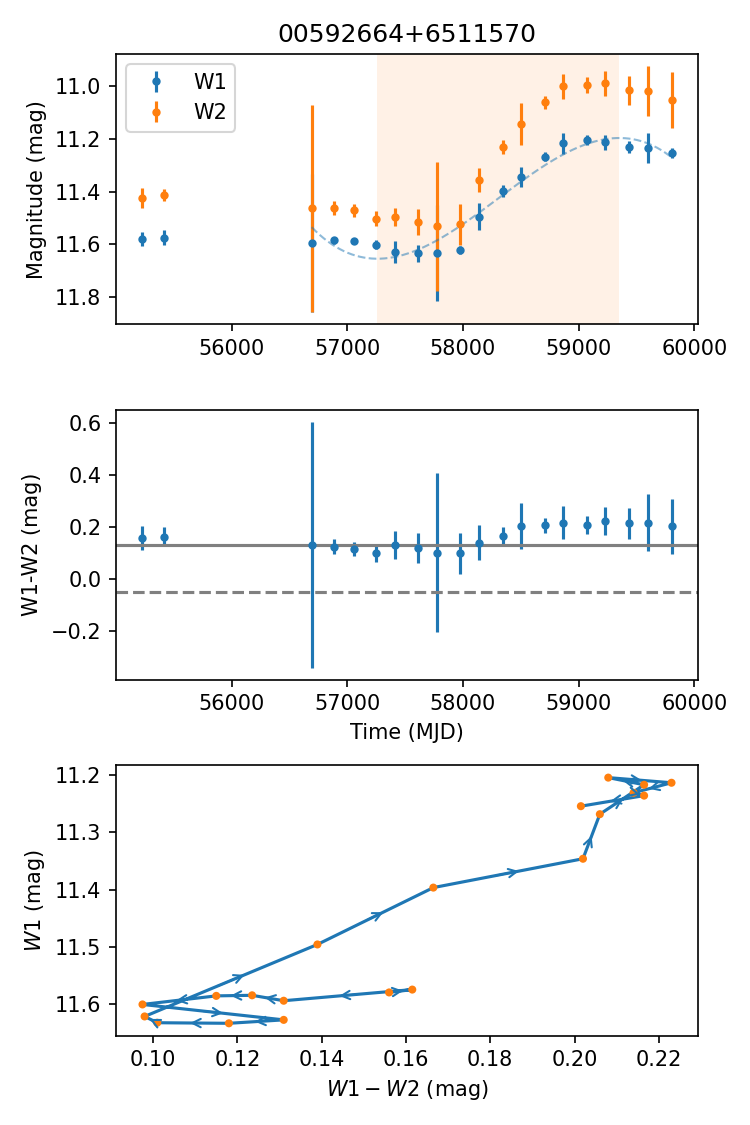 00592664+6511570
W1
W2
Magnitude (mag)
11.0
11.2
11.4
11.6
11.8
56000 57000 58000 59000 60000
W1-W2 (mag)
0.6
0.4
0.2
0.0
−0.2
56000 57000 58000 59000 60000
Time (MJD)
W1 (mag)
11.2
11.3
11.4
11.5
11.6
0.10 0.12 0.14 0.16 0.18 0.20 0.22
W1 − W2 (mag)